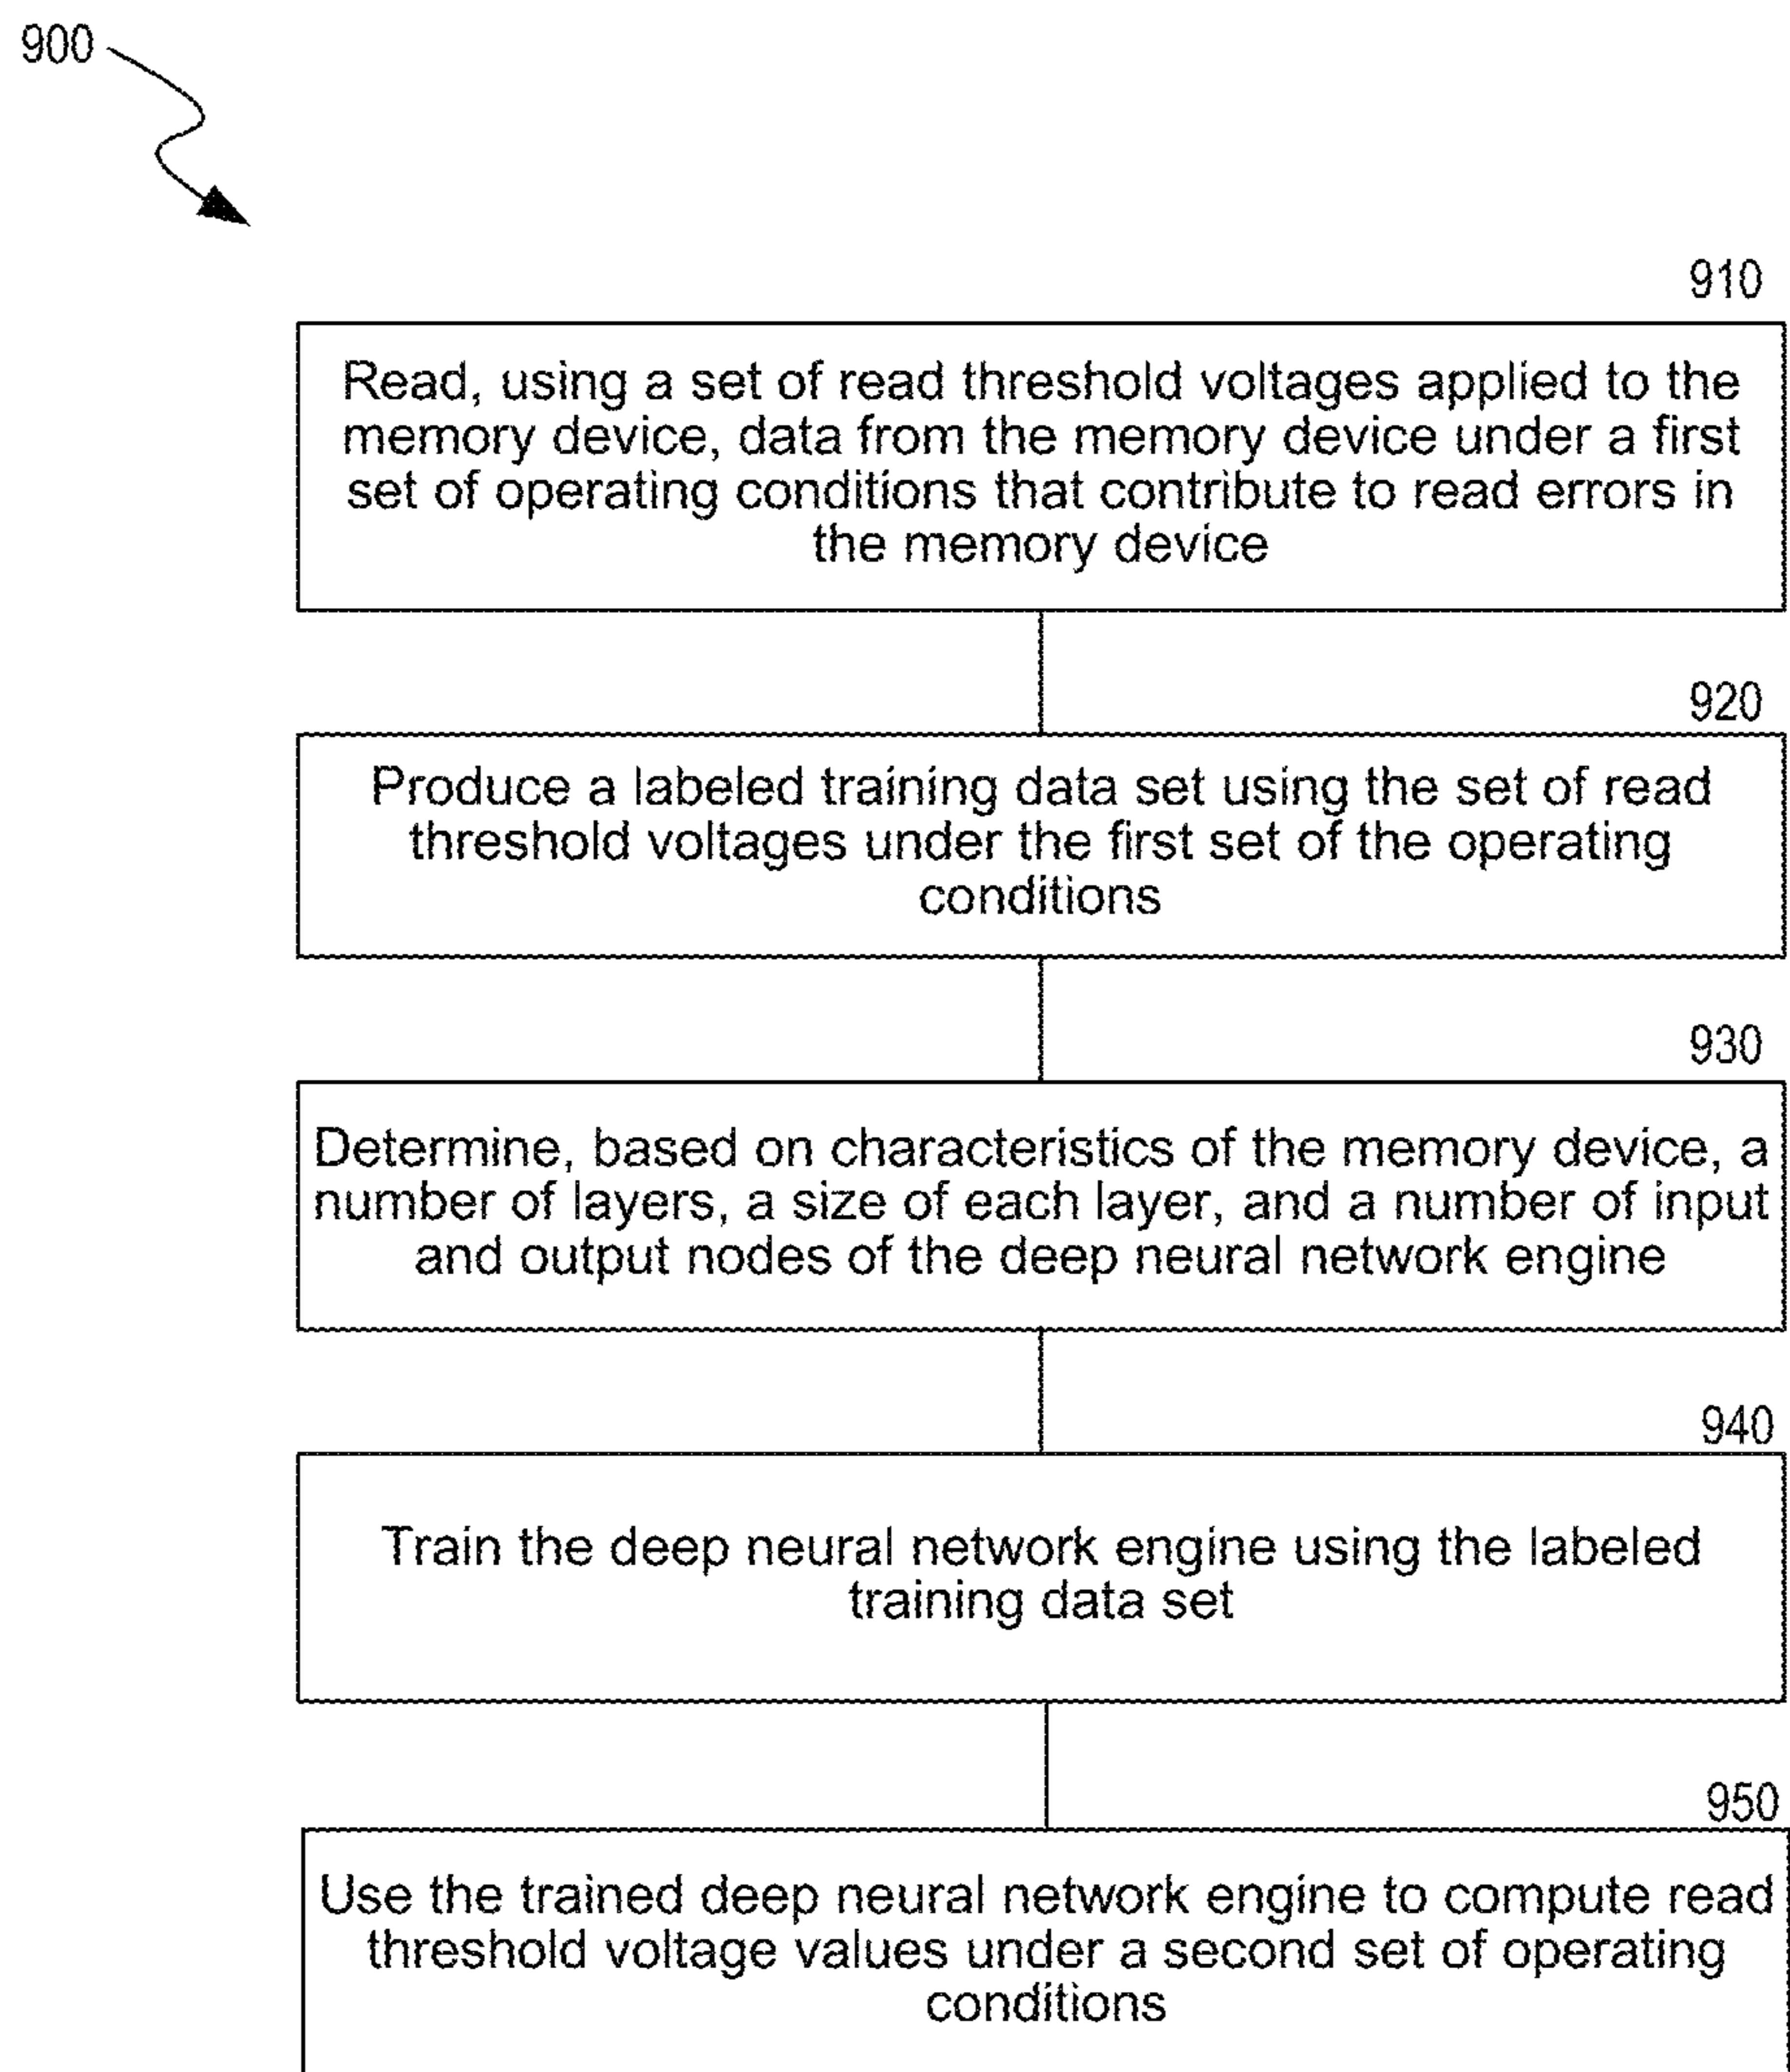 900
910
Read, using a set of read threshold voltages applied to the
memory device, data from the memory device under a first
set of operating conditions that contribute to read errors in
the memory device
920
Produce a labeled training data set using the set of read
threshold voltages under the first set of the operating
conditions
930
Determine, based on characteristics of the memory device, a
number of layers, a size of each layer, and a number of input
and output nodes of the deep neural network engine
940
Train the deep neural network engine using the labeled
training data set
950
Use the trained deep neural network engine to compute read
threshold voltage values under a second set of operating
conditions